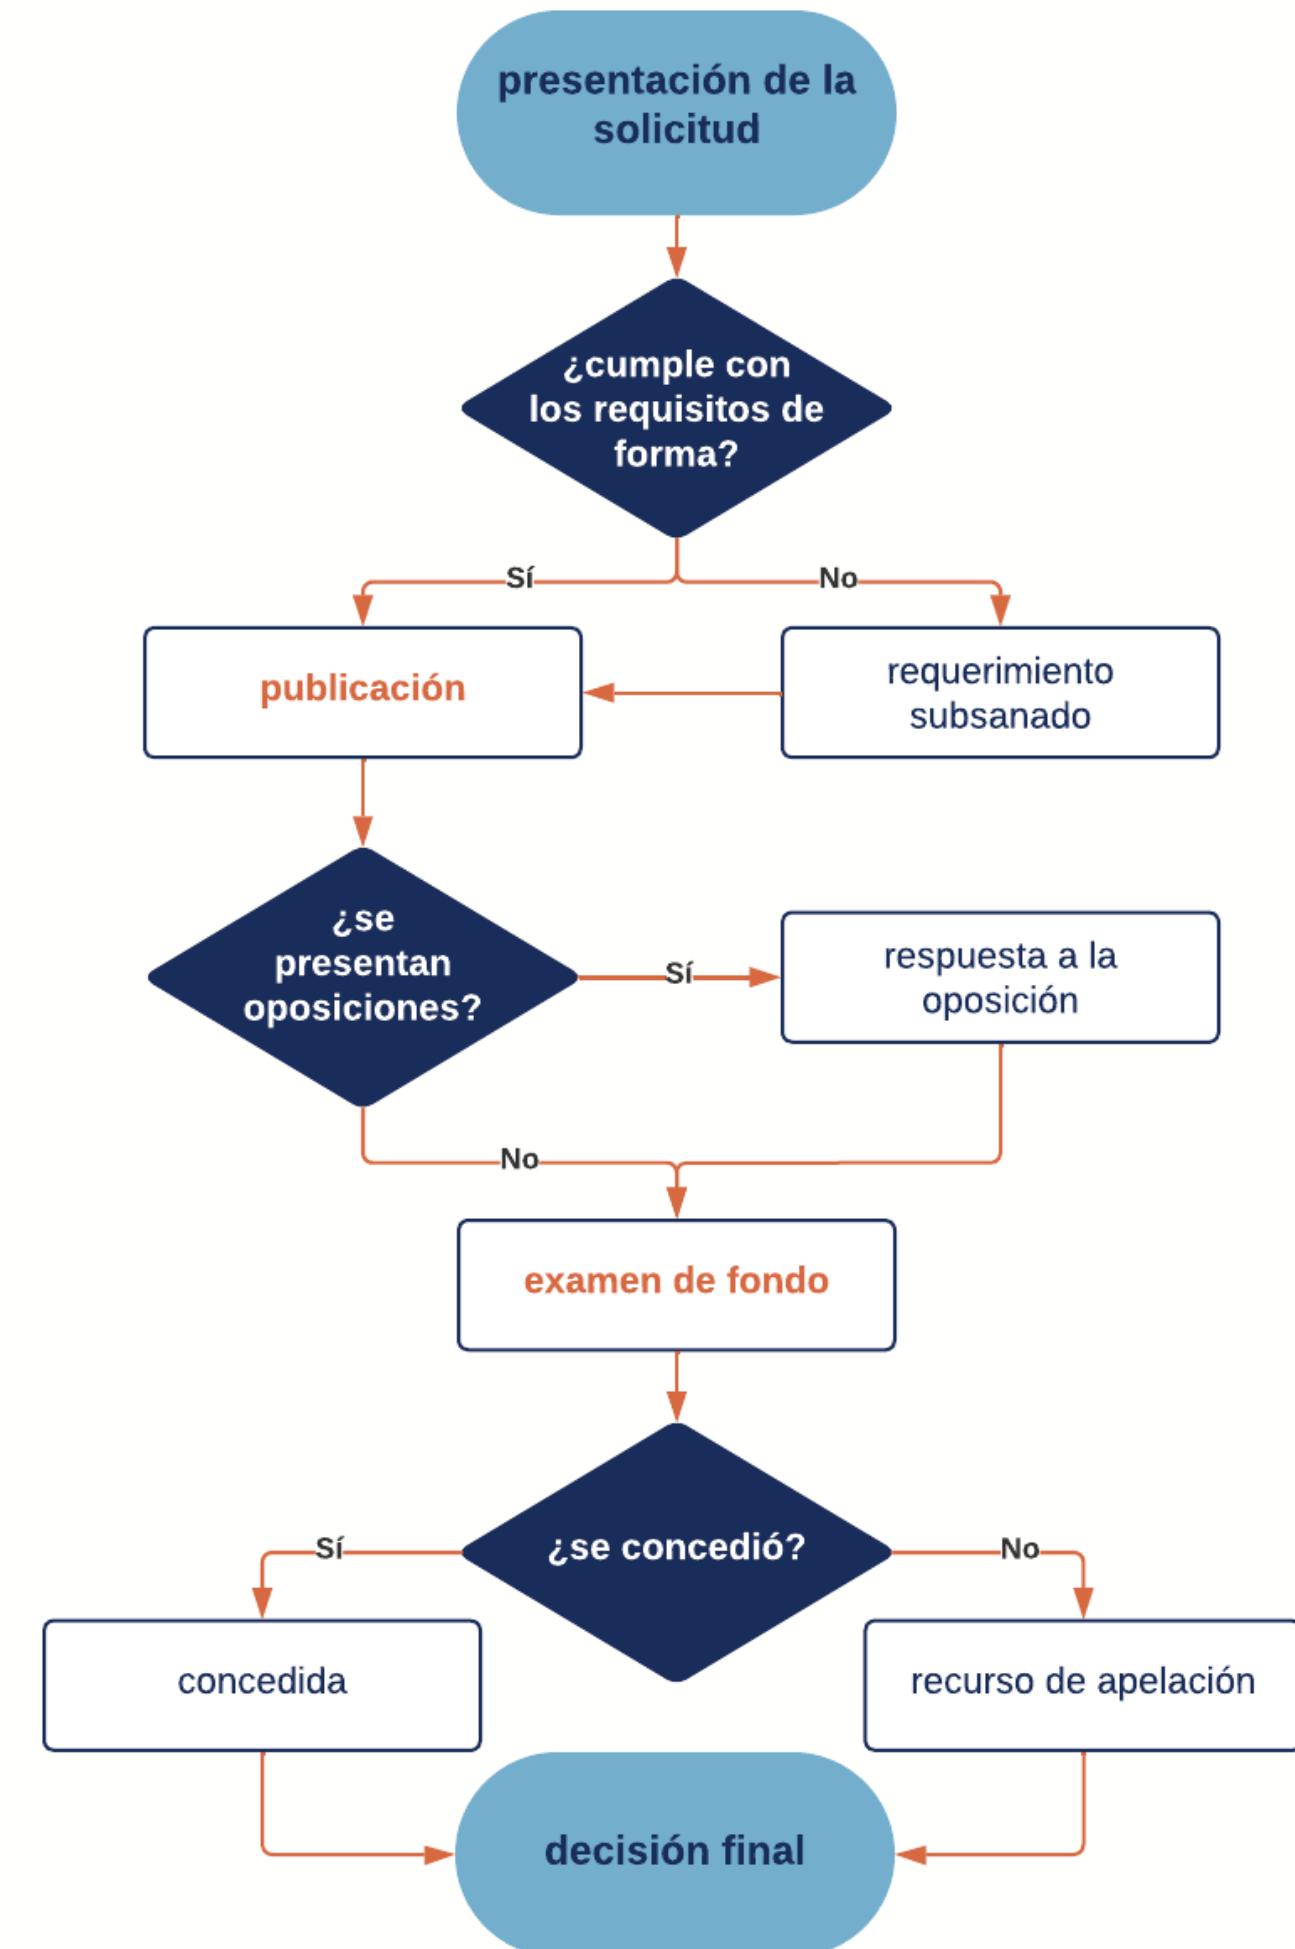 presentación de la
solicitud
¿cumple con
los requisitos de
forma?
Sí
No
publicación
requerimiento
subsanado
¿se
presentan
oposiciones?
Sí
respuesta a la
oposición
No
examen de fondo
¿se concedió?
Sí
No
concedida
recurso de apelación
decisión final